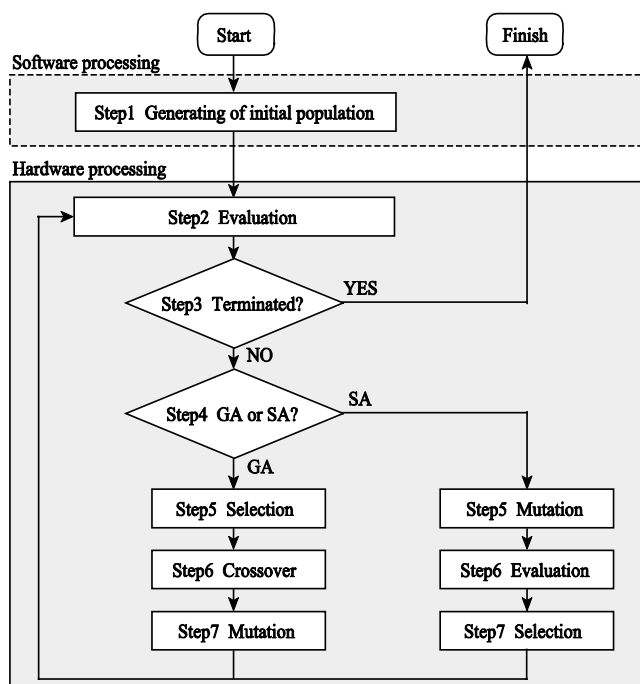 Start
Finish
Software processing
Step1 Generating of initial population
Hardware processing
Step2 Evaluation
Step3 Terminated?
YES
NO
Step4 GA or SA?
SA
GA
Step5 Selection
Step5 Mutation
Step6 Crossover
Step6 Evaluation
Step7 Mutation
Step7 Selection